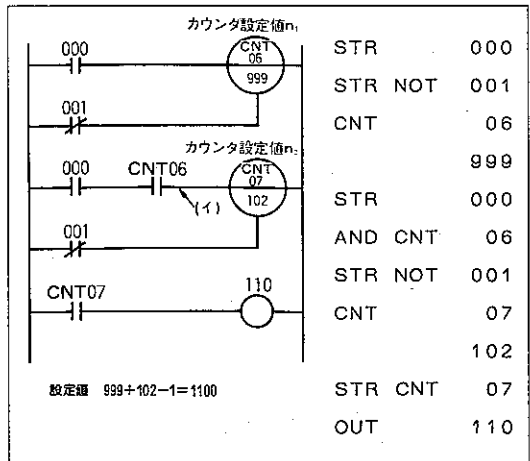 カウンタ設定値n₁
000
CNT
06
999
001
カウンタ設定値n₂
000 CNT06
CNT
07
102
(イ)
001
CNT07
110
設定値 999+102−1=1100
STR 000
STR NOT 001
CNT 06
999
STR 000
AND CNT 06
STR NOT 001
CNT 07
102
STR CNT 07
OUT 110